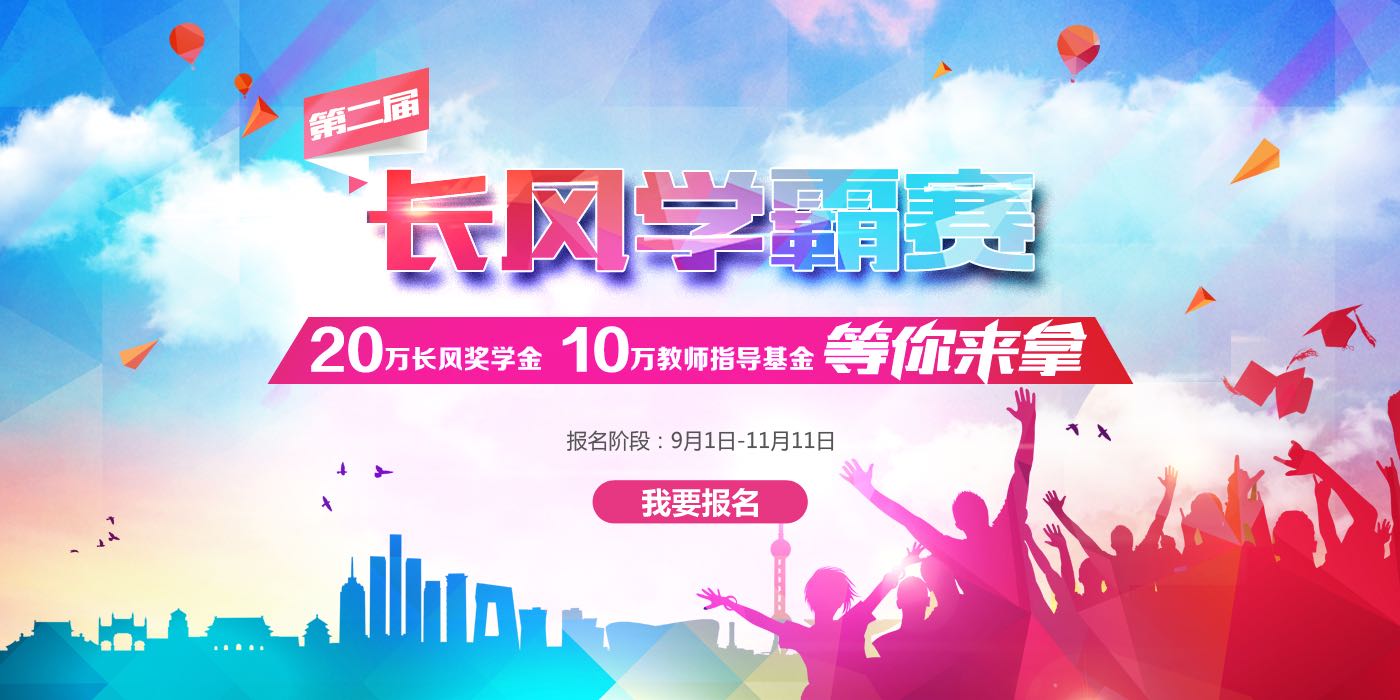 第二届
长风学霸赛
20万长风奖学金 10万教师指导基金 等你来拿
报名阶段：9月1日-11月11日
我要报名